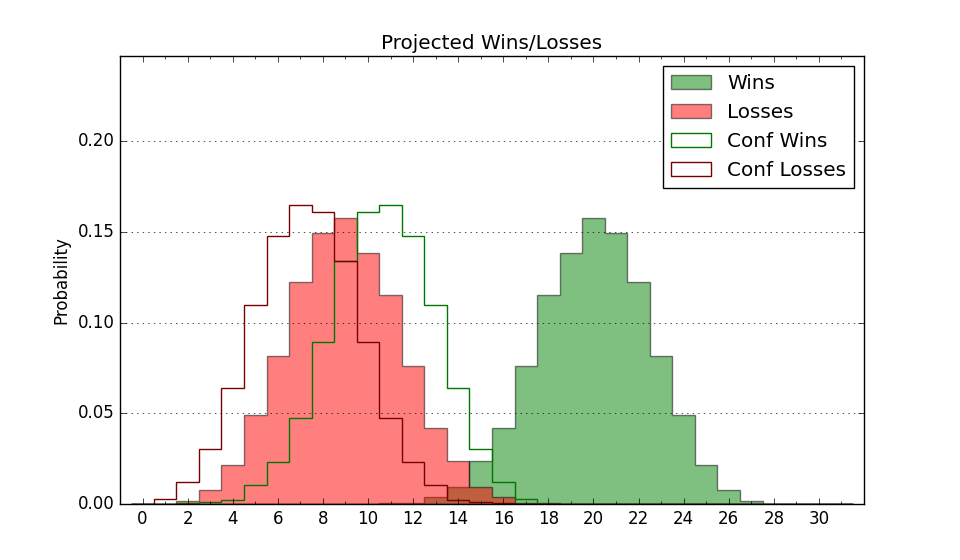 Projected Wins/Losses
Wins
Losses
Conf Wins
Conf Losses
Probability
0.20
0.15
0.10
0.05
0.00
0 2 4 6 8 10 12 14 16 18 20 22 24 26 28 30